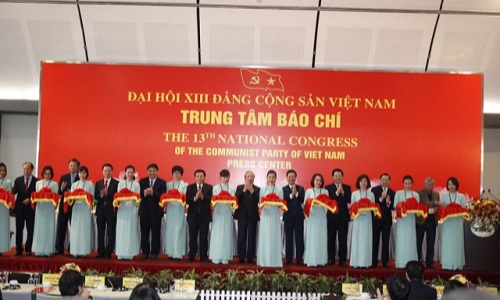 ĐẠI HỘI XIII ĐẢNG CỘNG SẢN VIỆT NAM
TRUNG TÂM BÁO CHÍ
THE 13TH NATIONAL CONGRESS
OF THE COMMUNIST PARTY OF VIET NAM
PRESS CENTER